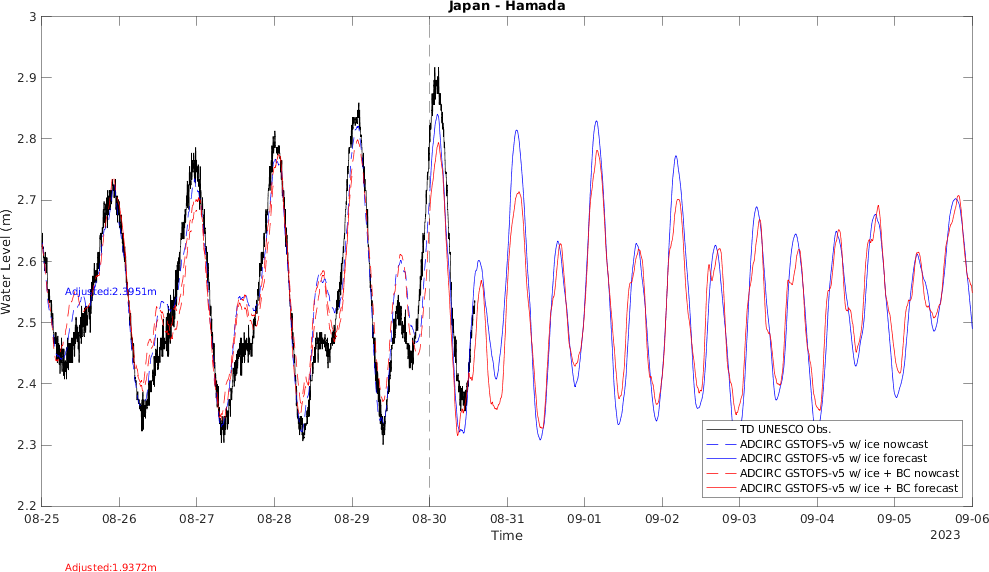 Japan - Hamada
3
2.9
2.8
2.7
2.6
2.5
2.4
2.3
2.2
Water Level (m)
Adjusted:2.3951m
TD UNESCO Obs.
ADCIRC GSTOFS-v5 w/ ice nowcast
ADCIRC GSTOFS-v5 w/ ice forecast
ADCIRC GSTOFS-v5 w/ ice + BC nowcast
ADCIRC GSTOFS-v5 w/ ice + BC forecast
08-25 08-26 08-27 08-28 08-29 08-30 08-31 09-01 09-02 09-03 09-04 09-05 09-06
Time
2023
Adjusted:1.9372m